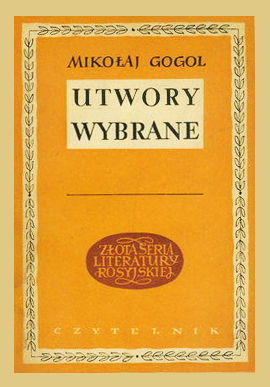 MIKOŁAJ GOGOL
UTWORY
WYBRANE
ZŁOTA SERIA
LITERATURY
ROSYJSKIEJ
CZYTELNIK